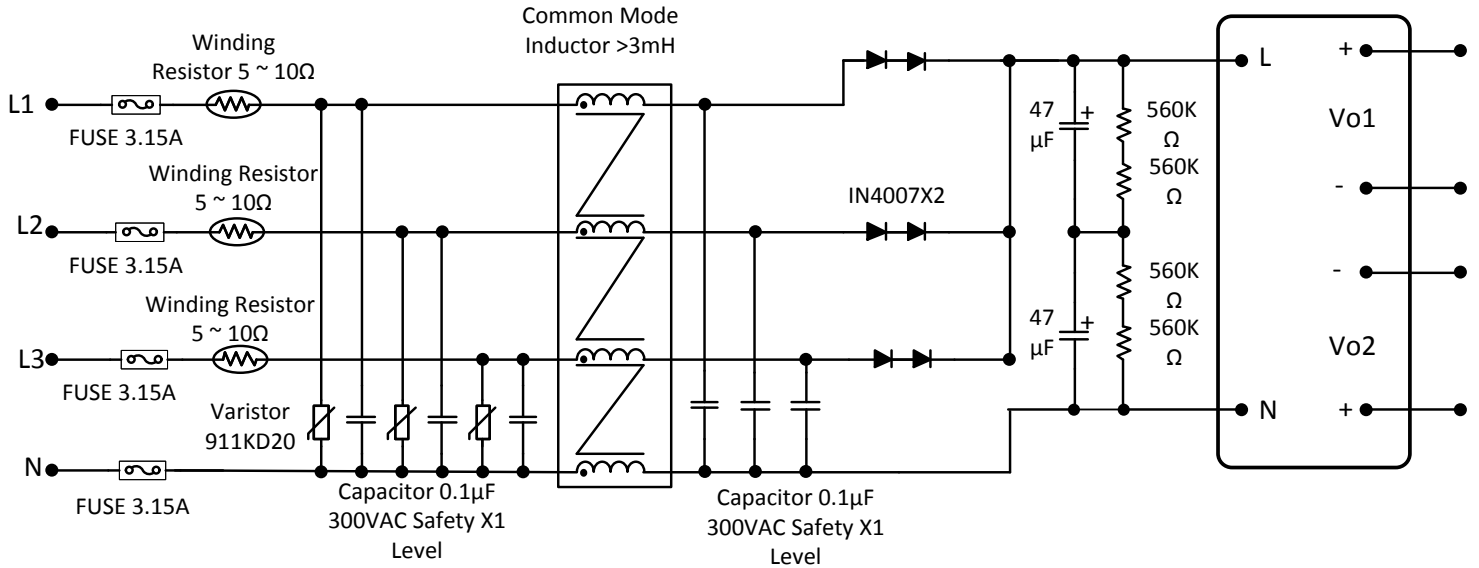 Common Mode
Inductor >3mH
Winding
Resistor 5 ~ 10Ω
L1
FUSE 3.15A
Winding Resistor
5 ~ 10Ω
L2
FUSE 3.15A
Winding Resistor
5 ~ 10Ω
L3
FUSE 3.15A
Varistor
911KD20
N
FUSE 3.15A
Capacitor 0.1µF
300VAC Safety X1
Level
Capacitor 0.1µF
300VAC Safety X1
Level
IN4007X2
47
µF
+
560K
Ω
560K
Ω
47
µF
+
560K
Ω
560K
Ω
L
N
+
Vo1
-
-
Vo2
+